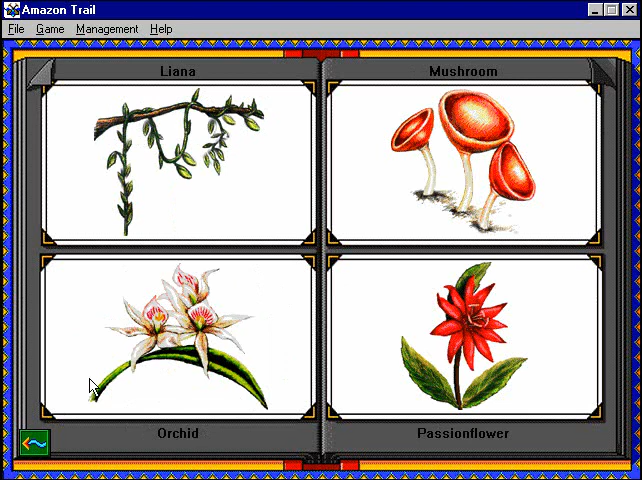 Amazon Trail
File Game Management Help
Liana
Mushroom
Orchid
Passionflower